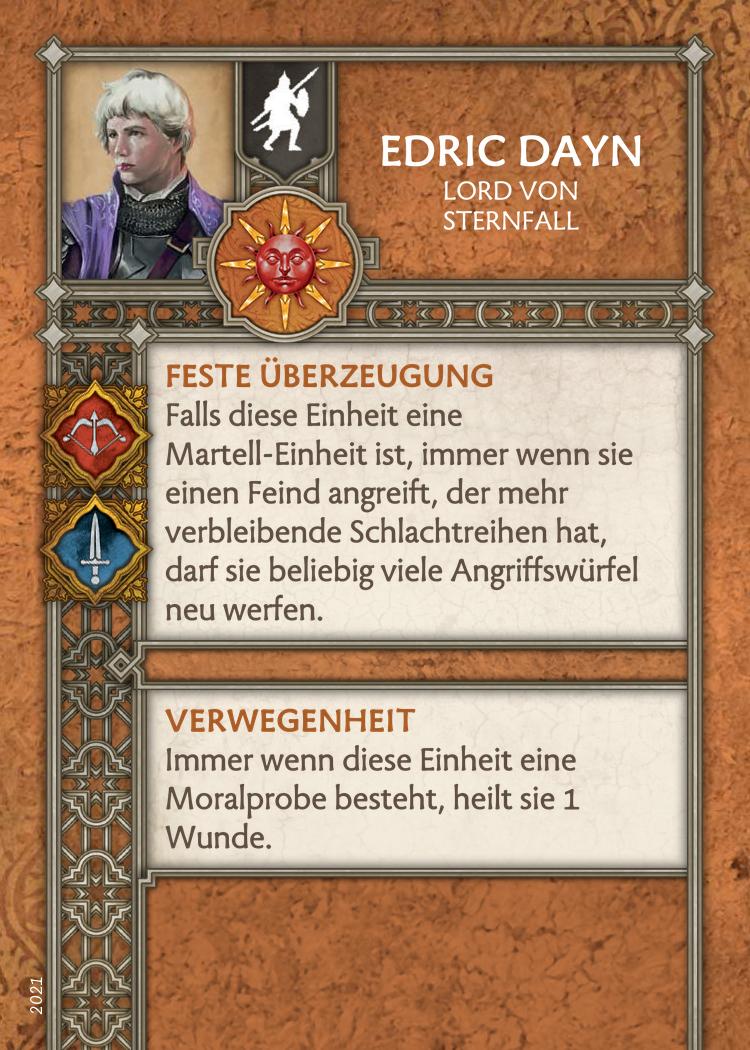 EDRIC DAYN
LORD VON
STERNFALL
FESTE ÜBERZEUGUNG
Falls diese Einheit eine
Martell-Einheit ist, immer wenn sie
einen Feind angreift, der mehr
verbleibende Schlachtreihen hat,
darf sie beliebig viele Angriffswürfel
neu werfen.
VERWEGENHEIT
Immer wenn diese Einheit eine
Moralprobe besteht, heilt sie 1
Wunde.
2021